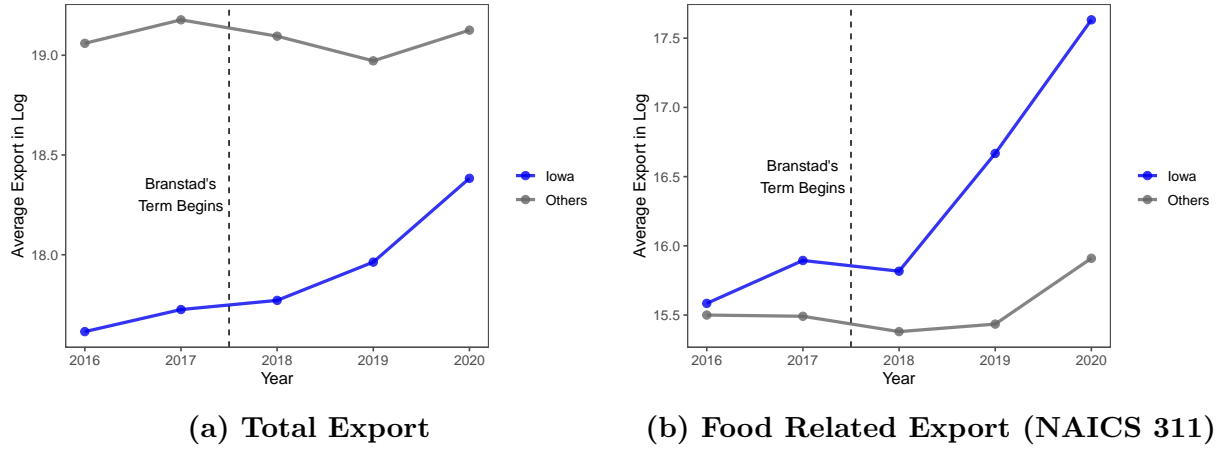 19.0
18.5
18.0
Average Export in Log
Branstad's
Term Begins
2016
2017
2018
2019
2020
Year
Iowa
Others
(a) Total Export
17.5
17.0
16.5
16.0
15.5
Average Export in Log
Branstad's
Term Begins
2016
2017
2018
2019
2020
Year
Iowa
Others
(b) Food Related Export (NAICS 311)